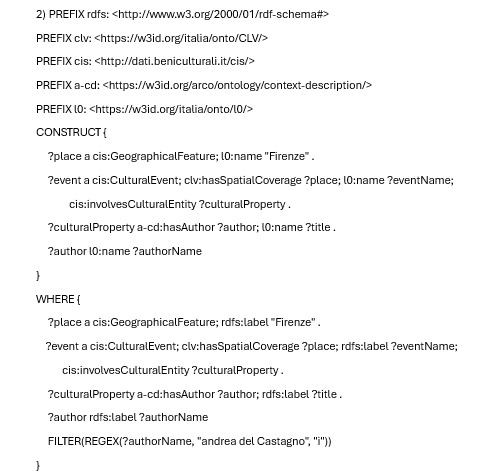 2) PREFIX rdfs: <http://www.w3.org/2000/01/rdf-schema#>
PREFIX clv: <https://w3id.org/italia/onto/CLV/>
PREFIX cis: <http://dati.beniculturali.it/cis/>
PREFIX a-cd: <https://w3id.org/arco/ontology/context-description/>
PREFIX l0: <https://w3id.org/italia/onto/l0/>
CONSTRUCT {
?place a cis:GeographicalFeature; l0:name "Firenze" .
?event a cis:CulturalEvent; clv:hasSpatialCoverage ?place; l0:name ?eventName;
cis:involvesCulturalEntity ?culturalProperty .
?culturalProperty a-cd:hasAuthor ?author; l0:name ?title .
?author l0:name ?authorName
}
WHERE {
?place a cis:GeographicalFeature; rdfs:label "Firenze" .
?event a cis:CulturalEvent; clv:hasSpatialCoverage ?place; rdfs:label ?eventName;
cis:involvesCulturalEntity ?culturalProperty .
?culturalProperty a-cd:hasAuthor ?author; rdfs:label ?title .
?author rdfs:label ?authorName
FILTER(REGEX(?authorName, "andrea del Castagno", "i"))
}